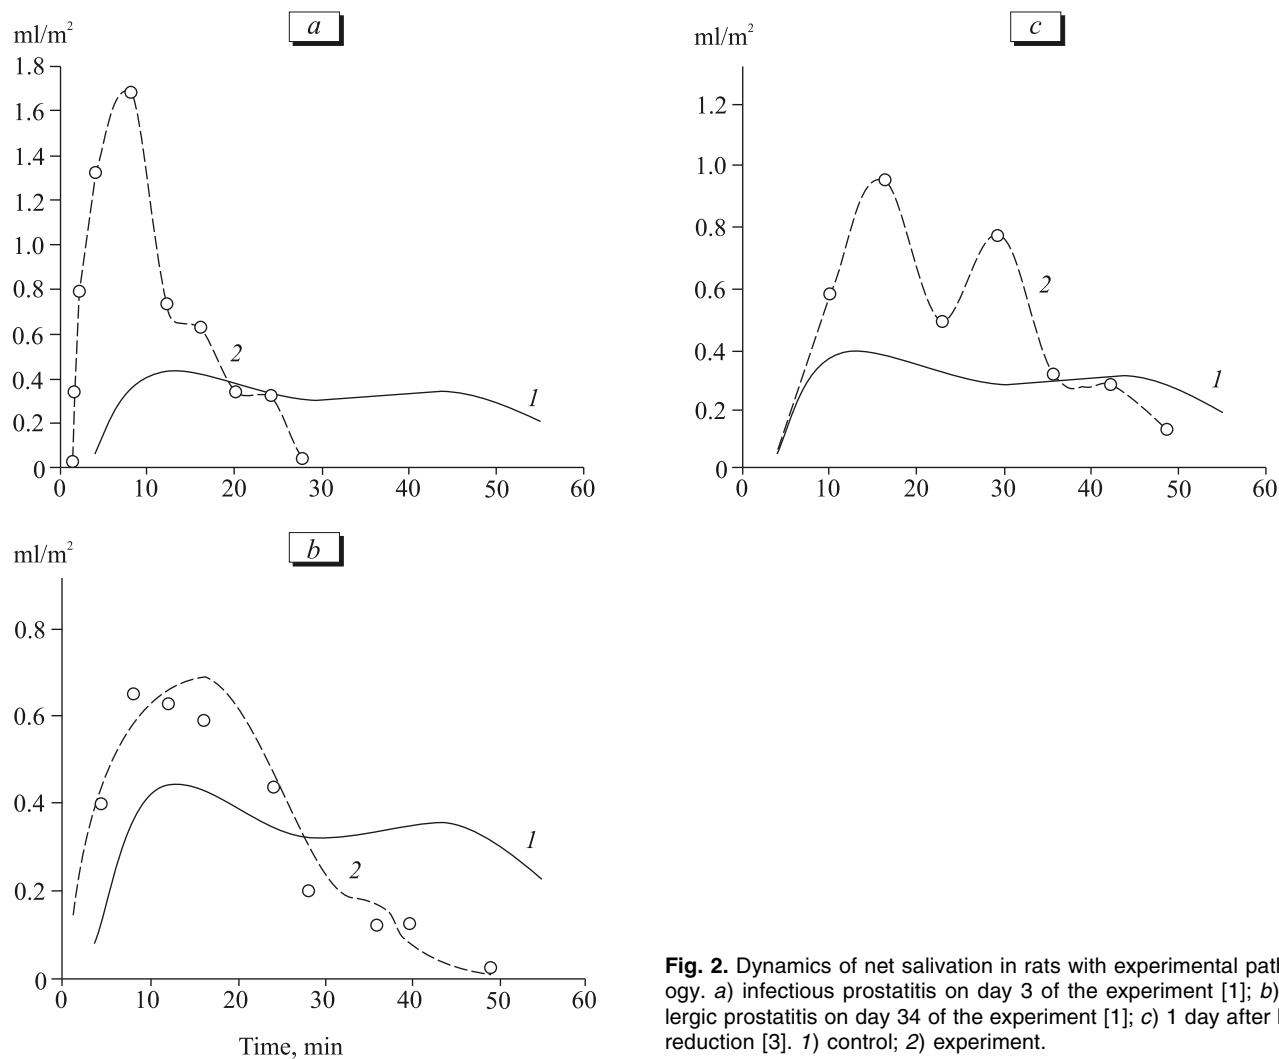 a
ml/m²
1.8
1.6
1.4
1.2
1.0
0.8
0.6
0.4
0.2
0
2
1
0 10 20 30 40 50 60
c
ml/m²
1.2
1.0
0.8
0.6
0.4
0.2
0
2
1
0 10 20 30 40 50 60
b
ml/m²
0.8
0.6
0.4
0.2
0
1
2
0 10 20 30 40 50 60
Time, min
Fig. 2. Dynamics of net salivation in rats with experimental pathol-
ogy. a) infectious prostatitis on day 3 of the experiment [1]; b)
lergic prostatitis on day 34 of the experiment [1]; c) 1 day after
reduction [3]. 1) control; 2) experiment.